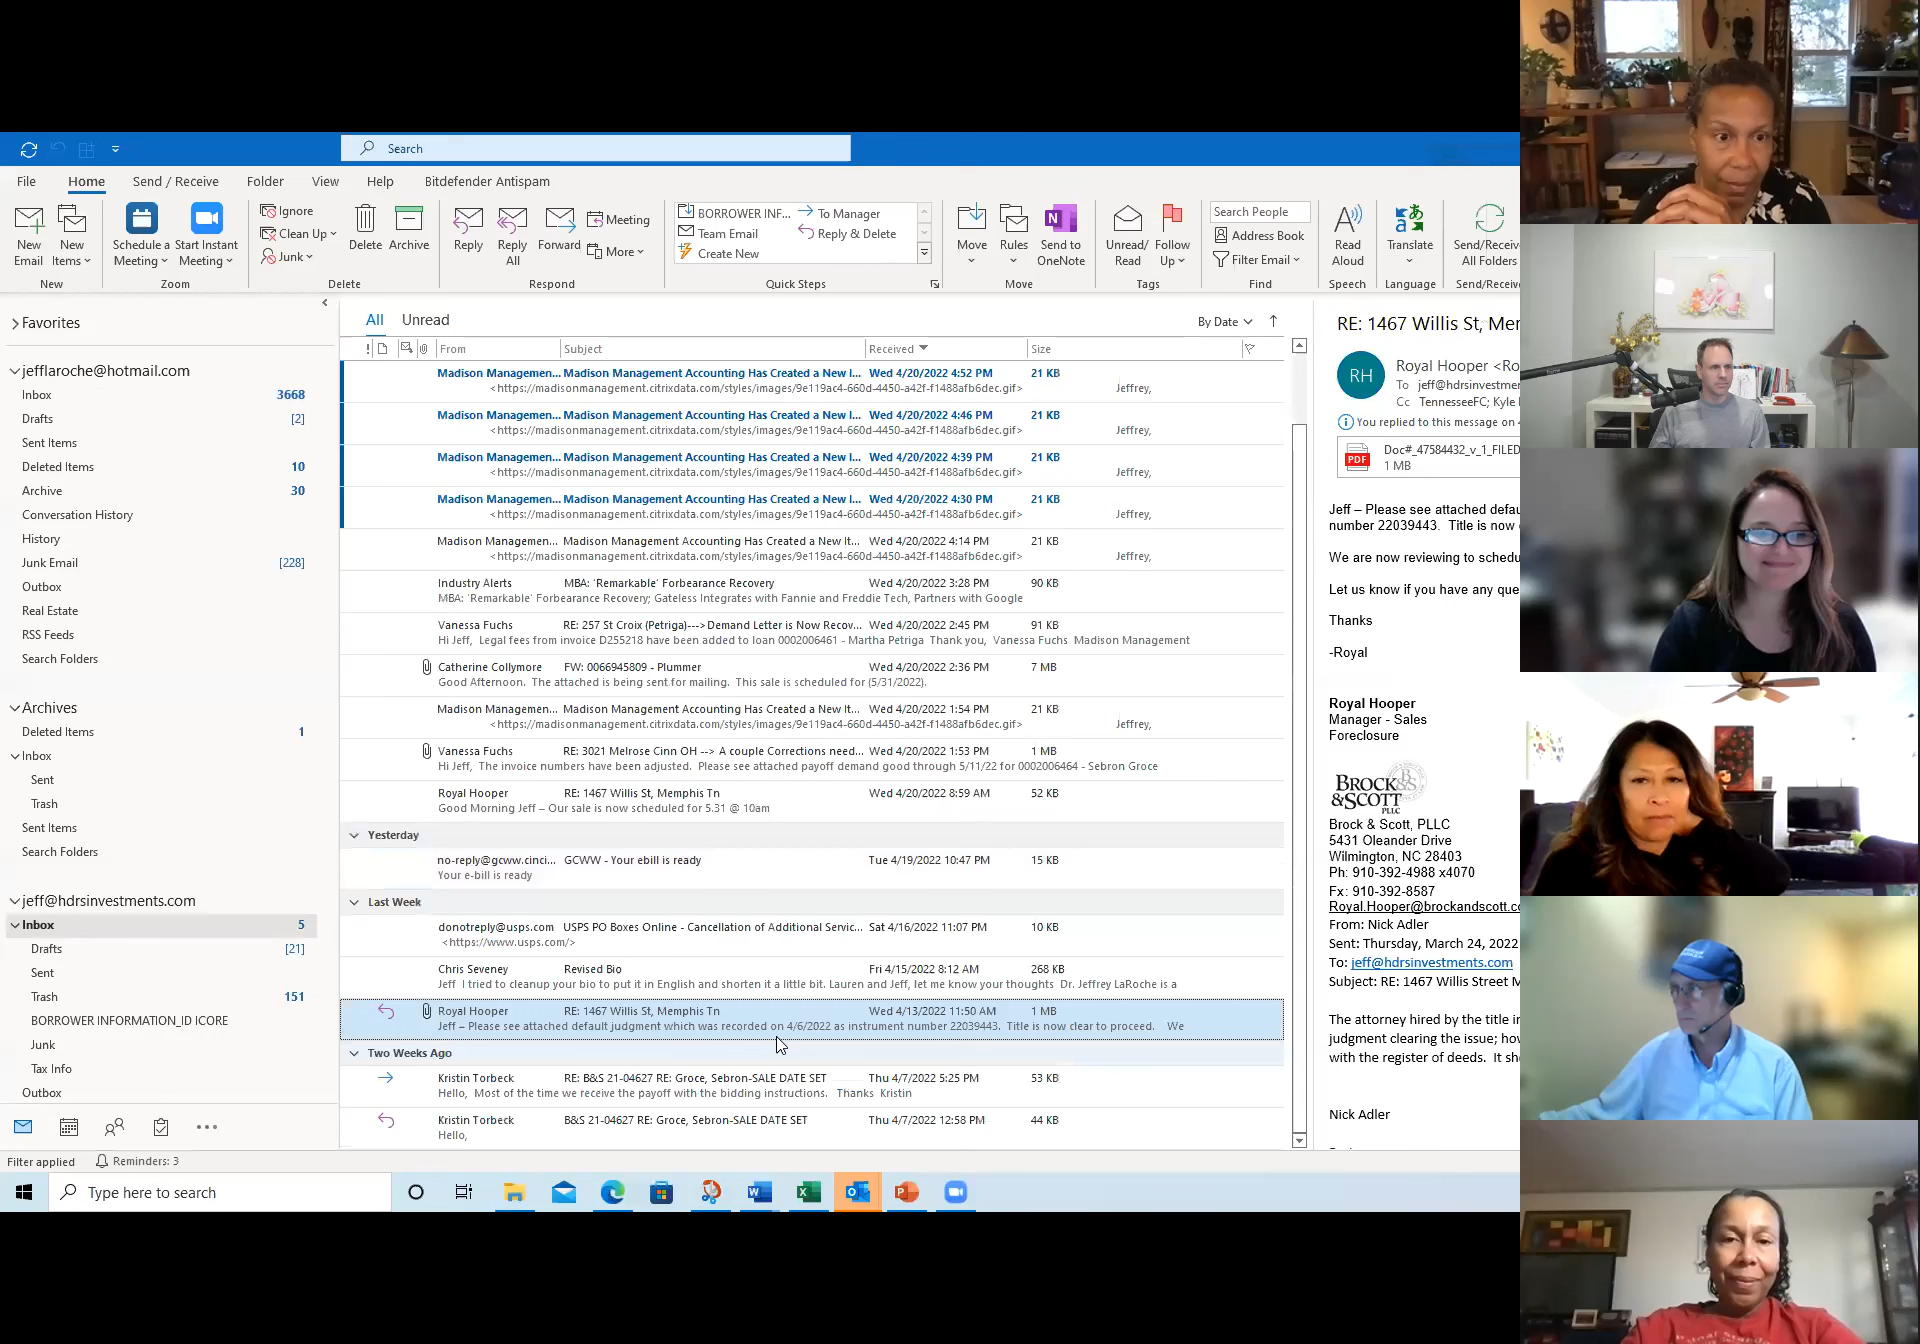 Search
File Home Send / Receive Folder View Help Bitdefender Antispam
New Email
New Items
New
Schedule a Meeting
Start Instant Meeting
Zoom
Ignore
Clean Up
Junk
Delete
Archive
Delete
Reply
Reply All
Forward
Meeting
More
Respond
BORROWER INF...
Team Email
Create New
To Manager
Reply & Delete
Quick Steps
Move
Rules
Send to OneNote
Move
Unread/ Read
Follow Up
Tags
Search People
Address Book
Filter Email
Find
Read Aloud
Speech
Translate
Language
Send/Receive All Folders
Send/Receive
Favorites
jefflaroche@hotmail.com
Inbox 3668
Drafts [2]
Sent Items
Deleted Items 10
Archive 30
Conversation History
History
Junk Email [228]
Outbox
Real Estate
RSS Feeds
Search Folders
Archives
Deleted Items 1
Inbox
Sent
Trash
Sent Items
Search Folders
jeff@hdrsinvestments.com
Inbox 5
Drafts [21]
Sent
Trash 151
BORROWER INFORMATION_ID ICORE
Junk
Tax Info
Outbox
Filter applied Reminders: 3
All Unread By Date
! From Subject Received Size
Madison Managemen... Madison Management Accounting Has Created a New I... Wed 4/20/2022 4:52 PM 21 KB
<https://madisonmanagement.citrixdata.com/styles/images/9e119ac4-660d-4450-a42f-f1488afb6dec.gif> Jeffrey,
Madison Managemen... Madison Management Accounting Has Created a New I... Wed 4/20/2022 4:46 PM 21 KB
<https://madisonmanagement.citrixdata.com/styles/images/9e119ac4-660d-4450-a42f-f1488afb6dec.gif> Jeffrey,
Madison Managemen... Madison Management Accounting Has Created a New I... Wed 4/20/2022 4:39 PM 21 KB
<https://madisonmanagement.citrixdata.com/styles/images/9e119ac4-660d-4450-a42f-f1488afb6dec.gif> Jeffrey,
Madison Managemen... Madison Management Accounting Has Created a New I... Wed 4/20/2022 4:30 PM 21 KB
<https://madisonmanagement.citrixdata.com/styles/images/9e119ac4-660d-4450-a42f-f1488afb6dec.gif> Jeffrey,
Madison Managemen... Madison Management Accounting Has Created a New It... Wed 4/20/2022 4:14 PM 21 KB
<https://madisonmanagement.citrixdata.com/styles/images/9e119ac4-660d-4450-a42f-f1488afb6dec.gif> Jeffrey,
Industry Alerts MBA: 'Remarkable' Forbearance Recovery Wed 4/20/2022 3:28 PM 90 KB
MBA: 'Remarkable' Forbearance Recovery; Gateless Integrates with Fannie and Freddie Tech, Partners with Google
Vanessa Fuchs RE: 257 St Croix (Petriga)---> Demand Letter is Now Recov... Wed 4/20/2022 2:45 PM 91 KB
Hi Jeff, Legal fees from invoice D255218 have been added to loan 0002006461 - Martha Petriga Thank you, Vanessa Fuchs Madison Management
Catherine Collymore FW: 0066945809 - Plummer Wed 4/20/2022 2:36 PM 7 MB
Good Afternoon. The attached is being sent for mailing. This sale is scheduled for (5/31/2022).
Madison Managemen... Madison Management Accounting Has Created a New It... Wed 4/20/2022 1:54 PM 21 KB
<https://madisonmanagement.citrixdata.com/styles/images/9e119ac4-660d-4450-a42f-f1488afb6dec.gif> Jeffrey,
Vanessa Fuchs RE: 3021 Melrose Cinn OH --> A couple Corrections need... Wed 4/20/2022 1:53 PM 1 MB
Hi Jeff, The invoice numbers have been adjusted. Please see attached payoff demand good through 5/11/22 for 0002006464 - Sebron Groce
Royal Hooper RE: 1467 Willis St, Memphis Tn Wed 4/20/2022 8:59 AM 52 KB
Good Morning Jeff – Our sale is now scheduled for 5.31 @ 10am
Yesterday
no-reply@gcww.cinci... GCWW - Your ebill is ready Tue 4/19/2022 10:47 PM 15 KB
Your e-bill is ready
Last Week
donotreply@usps.com USPS PO Boxes Online - Cancellation of Additional Servic... Sat 4/16/2022 11:07 PM 10 KB
<https://www.usps.com/>
Chris Seveney Revised Bio Fri 4/15/2022 8:12 AM 268 KB
Jeff I tried to cleanup your bio to put it in English and shorten it a little bit. Lauren and Jeff, let me know your thoughts Dr. Jeffrey LaRoche is a
Royal Hooper RE: 1467 Willis St, Memphis Tn Wed 4/13/2022 11:50 AM 1 MB
Jeff – Please see attached default judgment which was recorded on 4/6/2022 as instrument number 22039443. Title is now clear to proceed. We
Two Weeks Ago
Kristin Torbeck RE: B&S 21-04627 RE: Groce, Sebron-SALE DATE SET Thu 4/7/2022 5:25 PM 53 KB
Hello, Most of the time we receive the payoff with the bidding instructions. Thanks Kristin
Kristin Torbeck B&S 21-04627 RE: Groce, Sebron-SALE DATE SET Thu 4/7/2022 12:58 PM 44 KB
Hello,
RE: 1467 Willis St, Mem
RH
Royal Hooper <Ro
To jeff@hdrsinvestme
Cc TennesseeFC; Kyle
You replied to this message on
PDF
Doc#_47584432_v_1_FILED
1 MB
Jeff – Please see attached defau
number 22039443. Title is now
We are now reviewing to schedu
Let us know if you have any que
Thanks
-Royal
Royal Hooper
Manager - Sales
Foreclosure
BROCK & SCOTT PLLC
Brock & Scott, PLLC
5431 Oleander Drive
Wilmington, NC 28403
Ph: 910-392-4988 x4070
Fx: 910-392-8587
Royal.Hooper@brockandscott.co
From: Nick Adler
Sent: Thursday, March 24, 2022
To: jeff@hdrsinvestments.com
Subject: RE: 1467 Willis Street M
The attorney hired by the title in
judgment clearing the issue; how
with the register of deeds. It sh
Nick Adler
Type here to search